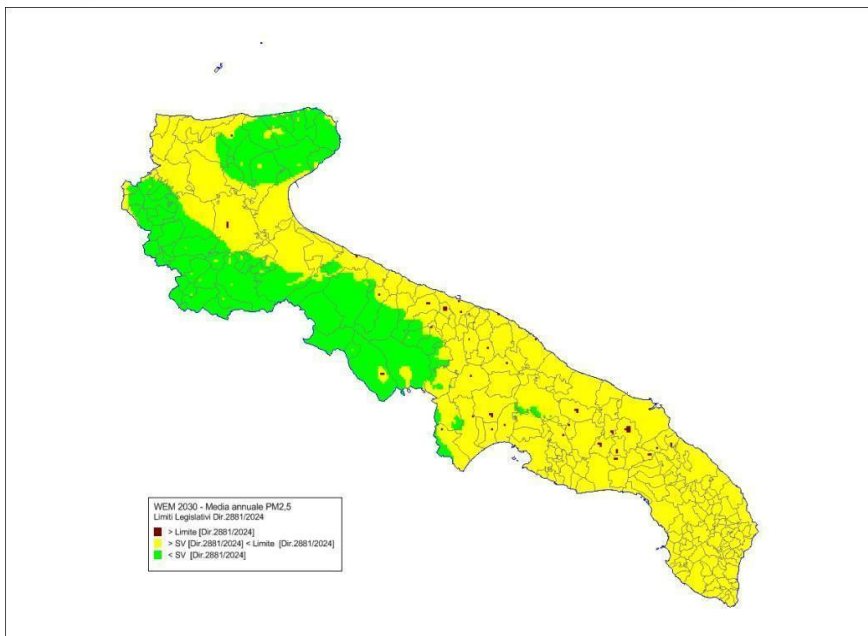 WEM 2030 - Media annuale PM2,5
Limiti Legislativi Dir.2881/2024
> Limite [Dir.2881/2024]
> SV [Dir.2881/2024] < Limite [Dir.2881/2024]
< SV [Dir.2881/2024]